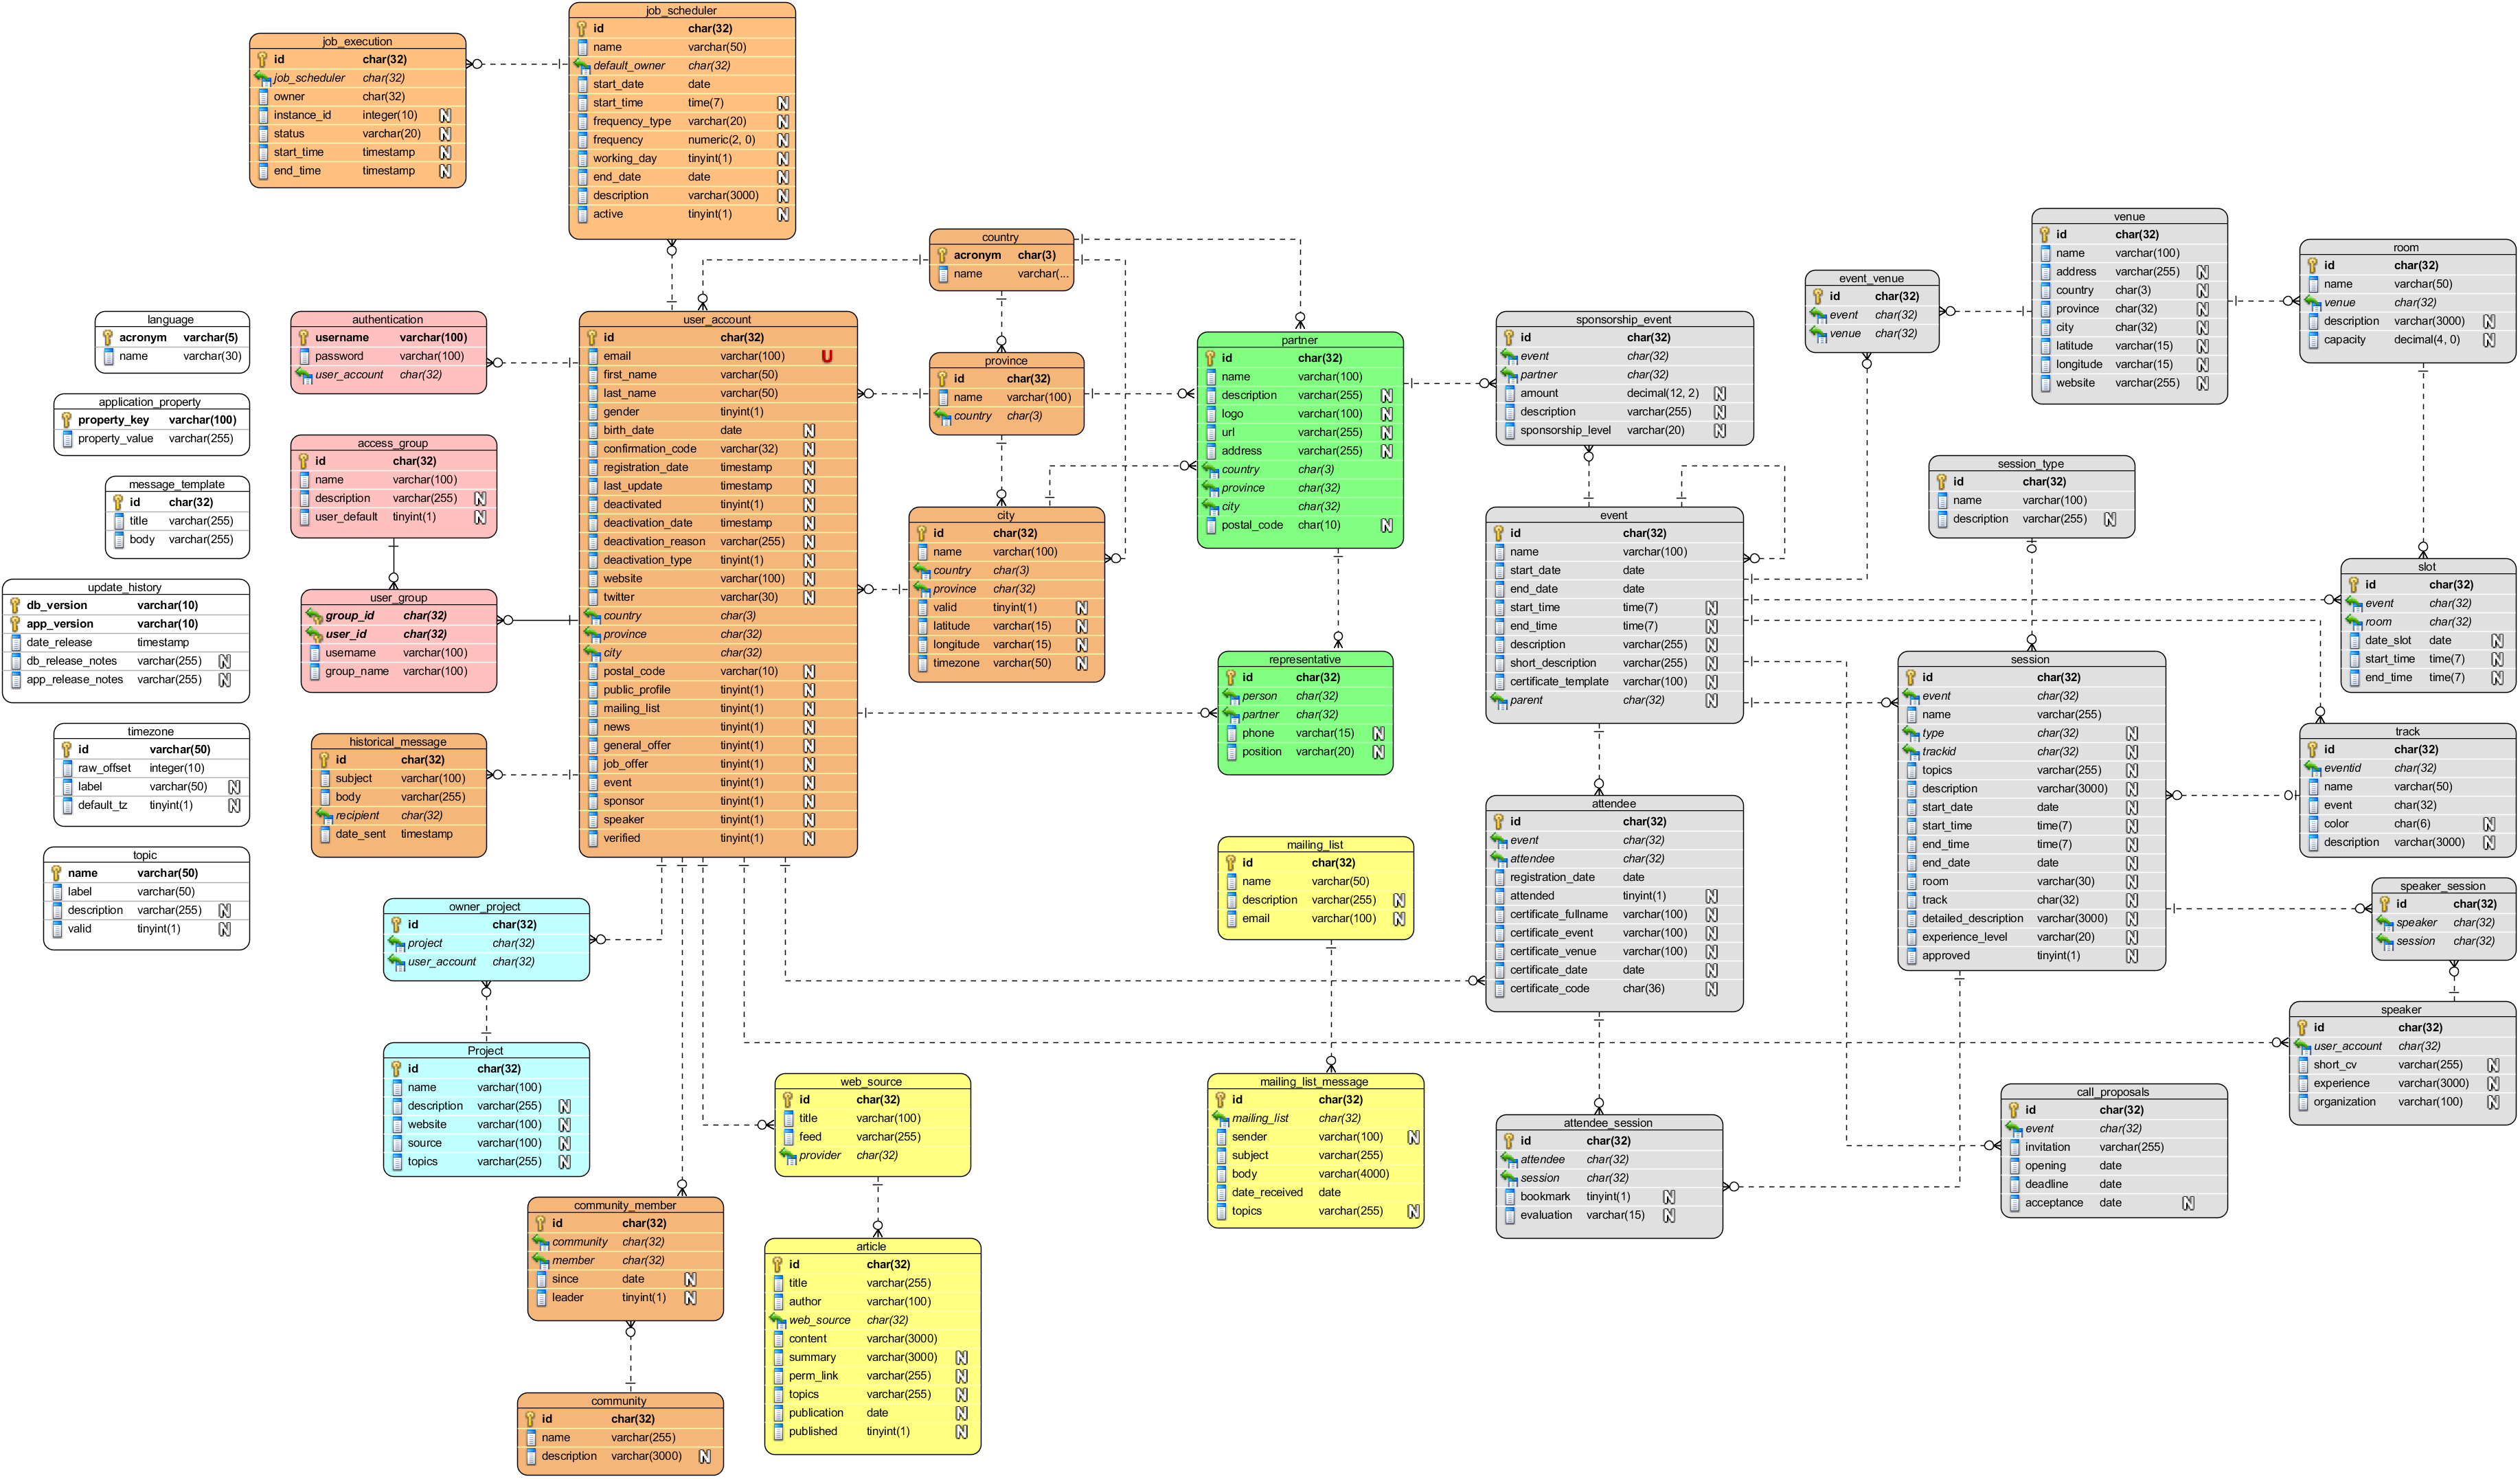 job_execution
id char(32)
job_scheduler char(32)
owner char(32)
instance_id integer(10) N
status varchar(20) N
start_time timestamp N
end_time timestamp N
job_scheduler
id char(32)
name varchar(50)
default_owner char(32)
start_date date
start_time time(7) N
frequency_type varchar(20) N
frequency numeric(2, 0) N
working_day tinyint(1) N
end_date date N
description varchar(3000) N
active tinyint(1) N
language
acronym varchar(5)
name varchar(30)
application_property
property_key varchar(100)
property_value varchar(255)
message_template
id char(32)
title varchar(255)
body varchar(255)
update_history
db_version varchar(10)
app_version varchar(10)
date_release timestamp
db_release_notes varchar(255) N
app_release_notes varchar(255) N
timezone
id varchar(50)
raw_offset integer(10)
label varchar(50) N
default_tz tinyint(1) N
topic
name varchar(50)
label varchar(50)
description varchar(255) N
valid tinyint(1) N
authentication
username varchar(100)
password varchar(100)
user_account char(32)
access_group
id char(32)
name varchar(100)
description varchar(255) N
user_default tinyint(1) N
user_group
group_id char(32)
user_id char(32)
username varchar(100)
group_name varchar(100)
historical_message
id char(32)
subject varchar(100)
body varchar(255)
recipient char(32)
date_sent timestamp
user_account
id char(32)
email varchar(100) U
first_name varchar(50)
last_name varchar(50)
gender tinyint(1)
birth_date date N
confirmation_code varchar(32) N
registration_date timestamp N
last_update timestamp N
deactivated tinyint(1) N
deactivation_date timestamp N
deactivation_reason varchar(255) N
deactivation_type tinyint(1) N
website varchar(100) N
twitter varchar(30) N
country char(3)
province char(32)
city char(32)
postal_code varchar(10) N
public_profile tinyint(1) N
mailing_list tinyint(1) N
news tinyint(1) N
general_offer tinyint(1) N
job_offer tinyint(1) N
event tinyint(1) N
sponsor tinyint(1) N
speaker tinyint(1) N
verified tinyint(1) N
country
acronym char(3)
name varchar(...
province
id char(32)
name varchar(100)
country char(3)
city
id char(32)
name varchar(100)
country char(3)
province char(32)
valid tinyint(1) N
latitude varchar(15) N
longitude varchar(15) N
timezone varchar(50) N
partner
id char(32)
name varchar(100)
description varchar(255) N
logo varchar(100) N
url varchar(255) N
address varchar(255) N
country char(3)
province char(32)
city char(32)
postal_code char(10) N
representative
id char(32)
person char(32)
partner char(32)
phone varchar(15) N
position varchar(20) N
sponsorship_event
id char(32)
event char(32)
partner char(32)
amount decimal(12, 2) N
description varchar(255) N
sponsorship_level varchar(20) N
event_venue
id char(32)
event char(32)
venue char(32)
venue
id char(32)
name varchar(100)
address varchar(255) N
country char(3) N
province char(32) N
city char(32) N
latitude varchar(15) N
longitude varchar(15) N
website varchar(255) N
room
id char(32)
name varchar(50)
venue char(32)
description varchar(3000) N
capacity decimal(4, 0) N
session_type
id char(32)
name varchar(100)
description varchar(255) N
event
id char(32)
name varchar(100)
start_date date
end_date date
start_time time(7) N
end_time time(7) N
description varchar(255) N
short_description varchar(255) N
certificate_template varchar(100) N
parent char(32) N
slot
id char(32)
event char(32)
room char(32)
date_slot date N
start_time time(7) N
end_time time(7) N
session
id char(32)
event char(32)
name varchar(255)
type char(32) N
trackid char(32) N
topics varchar(255) N
description varchar(3000) N
start_date date N
start_time time(7) N
end_time time(7) N
end_date date N
room varchar(30) N
track char(32) N
detailed_description varchar(3000) N
experience_level varchar(20) N
approved tinyint(1) N
track
id char(32)
eventid char(32)
name varchar(50)
event char(32)
color char(6) N
description varchar(3000) N
attendee
id char(32)
event char(32)
attendee char(32)
registration_date date
attended tinyint(1) N
certificate_fullname varchar(100) N
certificate_event varchar(100) N
certificate_venue varchar(100) N
certificate_date date N
certificate_code char(36) N
speaker_session
id char(32)
speaker char(32)
session char(32)
speaker
id char(32)
user_account char(32)
short_cv varchar(255) N
experience varchar(3000) N
organization varchar(100) N
call_proposals
id char(32)
event char(32)
invitation varchar(255)
opening date
deadline date
acceptance date N
attendee_session
id char(32)
attendee char(32)
session char(32)
bookmark tinyint(1) N
evaluation varchar(15) N
mailing_list
id char(32)
name varchar(50)
description varchar(255) N
email varchar(100) N
mailing_list_message
id char(32)
mailing_list char(32)
sender varchar(100) N
subject varchar(255)
body varchar(4000)
date_received date
topics varchar(255) N
owner_project
id char(32)
project char(32)
user_account char(32)
Project
id char(32)
name varchar(100)
description varchar(255) N
website varchar(100) N
source varchar(100) N
topics varchar(255) N
web_source
id char(32)
title varchar(100)
feed varchar(255)
provider char(32)
article
id char(32)
title varchar(255)
author varchar(100)
web_source char(32)
content varchar(3000)
summary varchar(3000) N
perm_link varchar(255) N
topics varchar(255) N
publication date N
published tinyint(1) N
community_member
id char(32)
community char(32)
member char(32)
since date N
leader tinyint(1) N
community
id char(32)
name varchar(255)
description varchar(3000) N